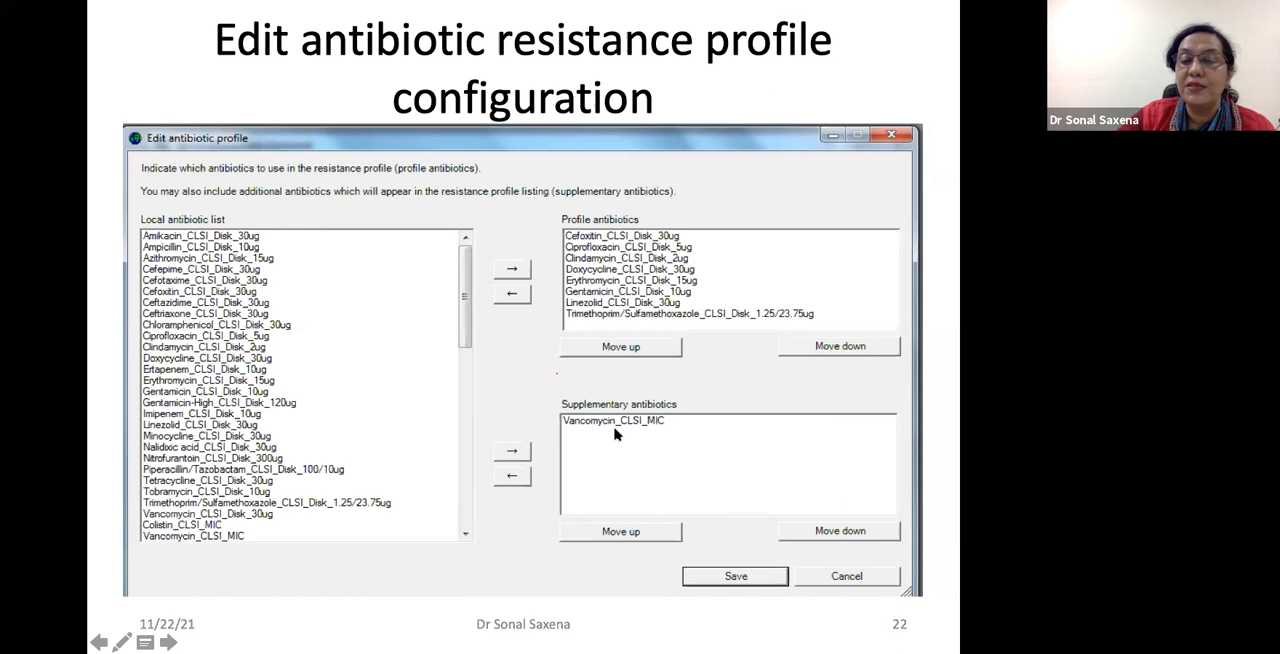 Edit antibiotic resistance profile
configuration
Dr Sonal Saxena
Edit antibiotic profile
Indicate which antibiotics to use in the resistance profile (profile antibiotics).
You may also include additional antibiotics which will appear in the resistance profile listing (supplementary antibiotics).
Local antibiotic list
Amikacin_CLSI_Disk_30ug
Ampicillin_CLSI_Disk_10ug
Azithromycin_CLSI_Disk_15ug
Cefepime_CLSI_Disk_30ug
Cefotaxime_CLSI_Disk_30ug
Cefoxitin_CLSI_Disk_30ug
Ceftazidime_CLSI_Disk_30ug
Ceftriaxone_CLSI_Disk_30ug
Chloramphenicol_CLSI_Disk_30ug
Ciprofloxacin_CLSI_Disk_5ug
Clindamycin_CLSI_Disk_2ug
Doxycycline_CLSI_Disk_30ug
Ertapenem_CLSI_Disk_10ug
Erythromycin_CLSI_Disk_15ug
Gentamicin_CLSI_Disk_10ug
Gentamicin-High_CLSI_Disk_120ug
Imipenem_CLSI_Disk_10ug
Linezolid_CLSI_Disk_30ug
Minocycline_CLSI_Disk_30ug
Nalidixic acid_CLSI_Disk_30ug
Nitrofurantoin_CLSI_Disk_300ug
Piperacillin/Tazobactam_CLSI_Disk_100/10ug
Tetracycline_CLSI_Disk_30ug
Tobramycin_CLSI_Disk_10ug
Trimethoprim/Sulfamethoxazole_CLSI_Disk_1.25/23.75ug
Vancomycin_CLSI_Disk_30ug
Colistin_CLSI_MIC
Vancomycin_CLSI_MIC
Profile antibiotics
Cefoxitin_CLSI_Disk_30ug
Ciprofloxacin_CLSI_Disk_5ug
Clindamycin_CLSI_Disk_2ug
Doxycycline_CLSI_Disk_30ug
Erythromycin_CLSI_Disk_15ug
Gentamicin_CLSI_Disk_10ug
Linezolid_CLSI_Disk_30ug
Trimethoprim/Sulfamethoxazole_CLSI_Disk_1.25/23.75ug
Move up
Move down
Supplementary antibiotics
Vancomycin_CLSI_MIC
Move up
Move down
Save
Cancel
11/22/21
Dr Sonal Saxena
22